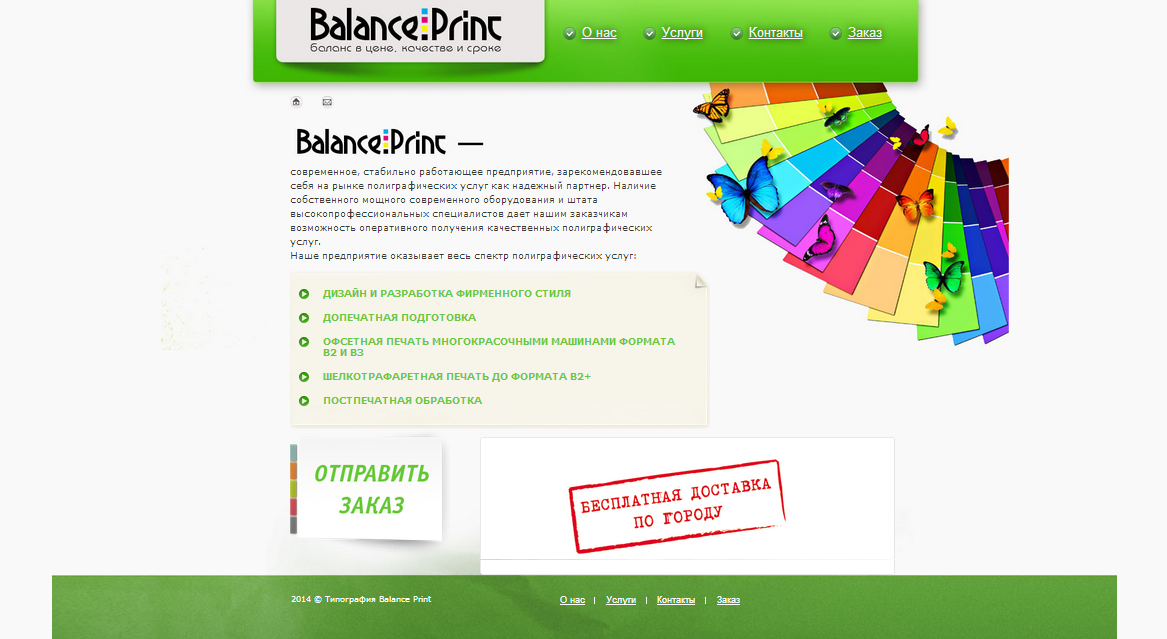 Balance Print
баланс в цене, качестве и сроке
О нас
Услуги
Контакты
Заказ
Balance Print —
современное, стабильно работающее предприятие, зарекомендовавшее
себя на рынке полиграфических услуг как надежный партнер. Наличие
собственного мощного современного оборудования и штата
высокопрофессиональных специалистов дает нашим заказчикам
возможность оперативного получения качественных полиграфических
услуг.
Наше предприятие оказывает весь спектр полиграфических услуг:
ДИЗАЙН И РАЗРАБОТКА ФИРМЕННОГО СТИЛЯ
ДОПЕЧАТНАЯ ПОДГОТОВКА
ОФСЕТНАЯ ПЕЧАТЬ МНОГОКРАСОЧНЫМИ МАШИНАМИ ФОРМАТА
В2 И В3
ШЕЛКОТРАФАРЕТНАЯ ПЕЧАТЬ ДО ФОРМАТА В2+
ПОСТПЕЧАТНАЯ ОБРАБОТКА
ОТПРАВИТЬ
ЗАКАЗ
БЕСПЛАТНАЯ ДОСТАВКА
ПО ГОРОДУ
2014 © Типография Balance Print
О нас | Услуги | Контакты | Заказ